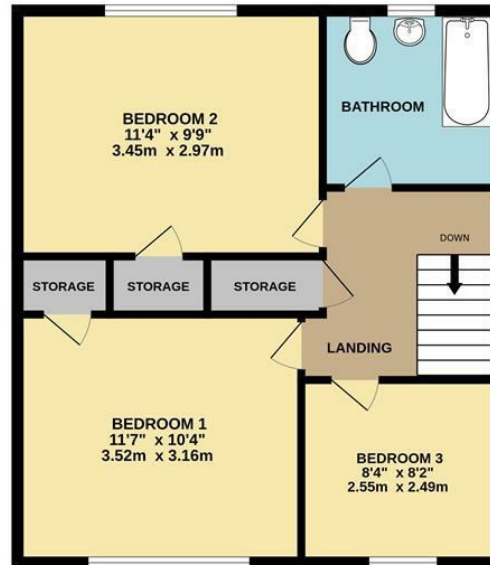 BEDROOM 2
11'4" x 9'9"
3.45m x 2.97m
BATHROOM
DOWN
STORAGE
STORAGE
STORAGE
LANDING
BEDROOM 1
11'7" x 10'4"
3.52m x 3.16m
BEDROOM 3
8'4" x 8'2"
2.55m x 2.49m